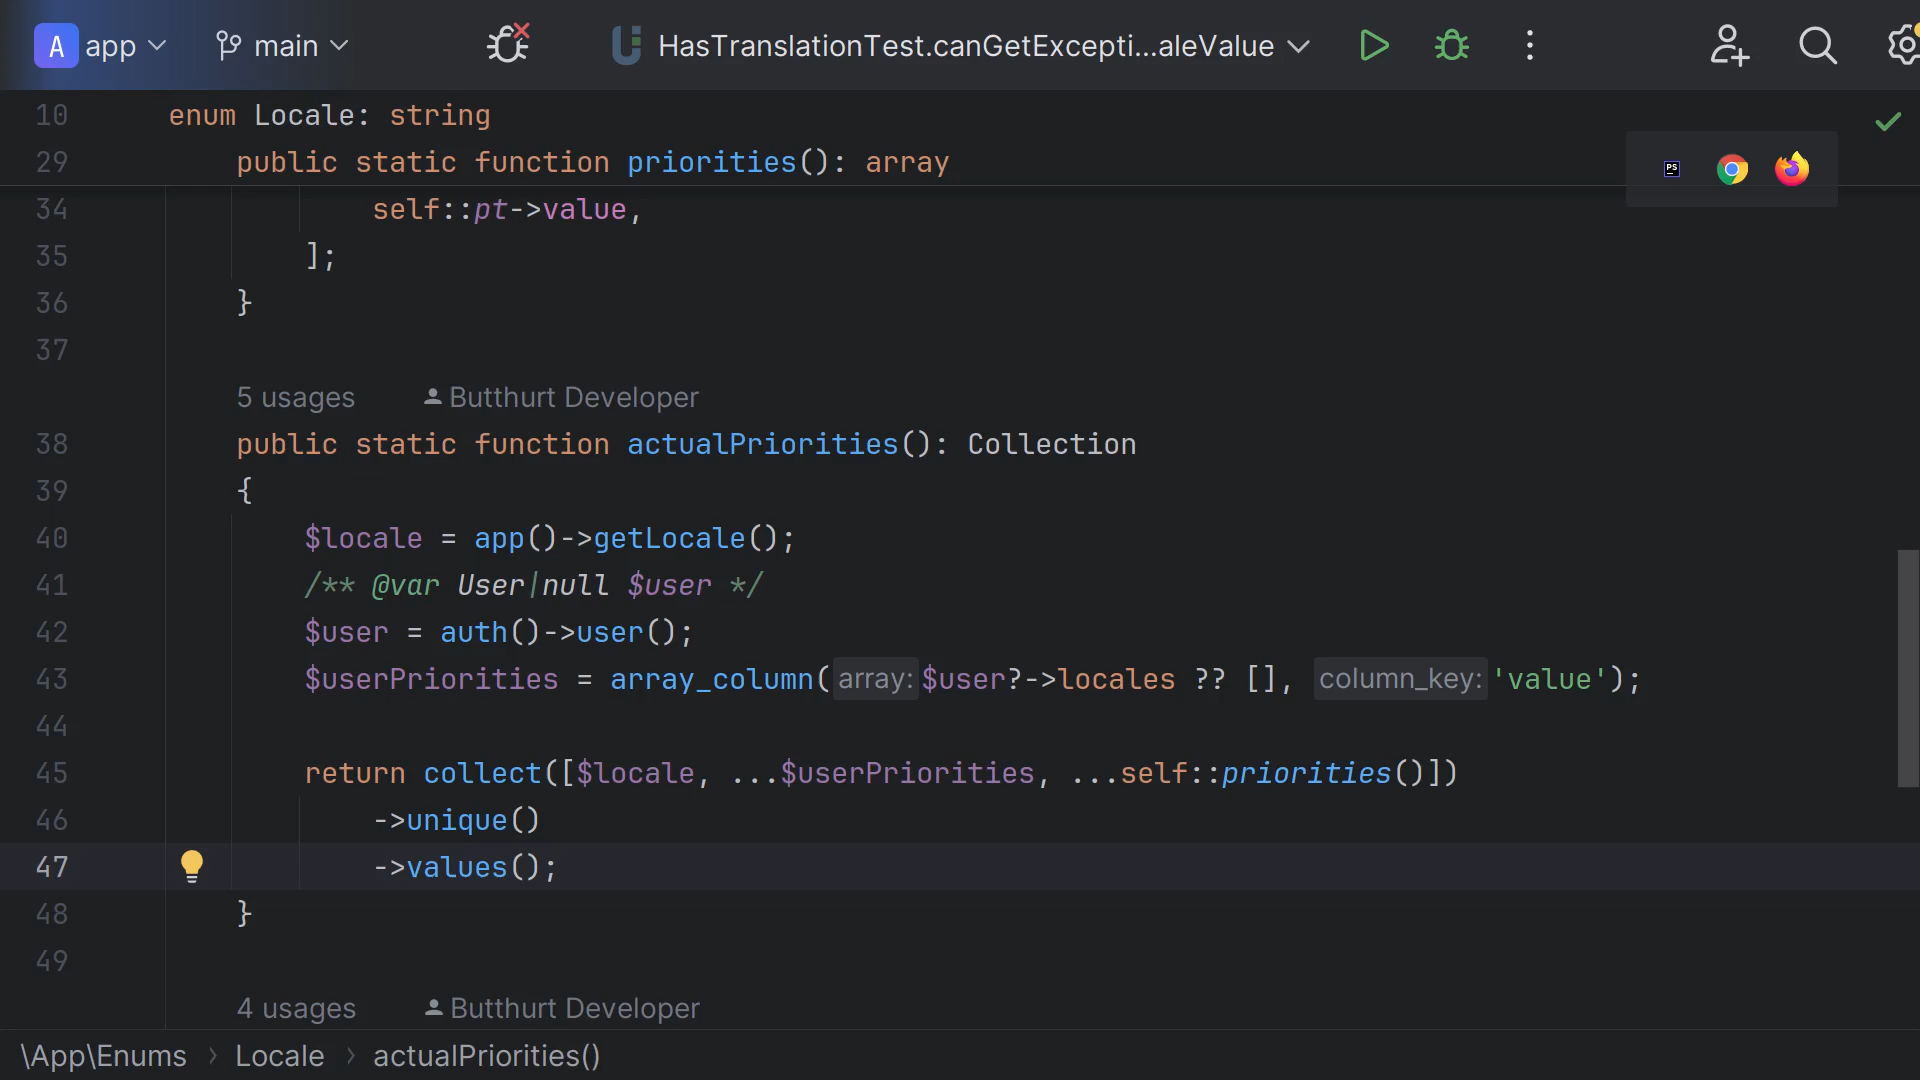 A app main HasTranslationTest.canGetExcepti...aleValue
10 enum Locale: string
29 public static function priorities(): array
PS
34 self::pt->value,
35 ];
36 }
37
5 usages Butthurt Developer
38 public static function actualPriorities(): Collection
39 {
40 $locale = app()->getLocale();
41 /** @var User|null $user */
42 $user = auth()->user();
43 $userPriorities = array_column( array: $user?->locales ?? [], column_key: 'value');
44
45 return collect([$locale, ...$userPriorities, ...self::priorities()])
46 ->unique()
47 ->values();
48 }
49
4 usages Butthurt Developer
\App\Enums › Locale › actualPriorities()